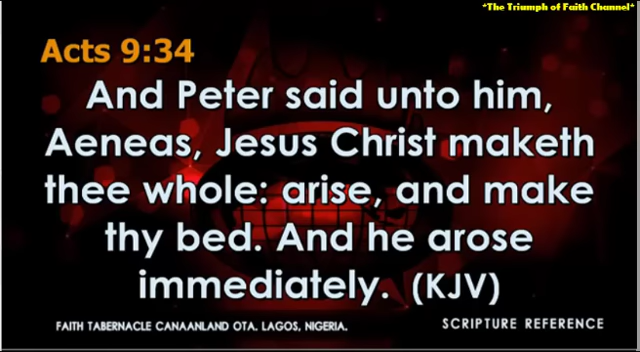 *The Triumph of Faith Channel*
Acts 9:34
And Peter said unto him,
Aeneas, Jesus Christ maketh
thee whole: arise, and make
thy bed. And he arose
immediately. (KJV)
FAITH TABERNACLE CANAANLAND OTA. LAGOS, NIGERIA.
SCRIPTURE REFERENCE